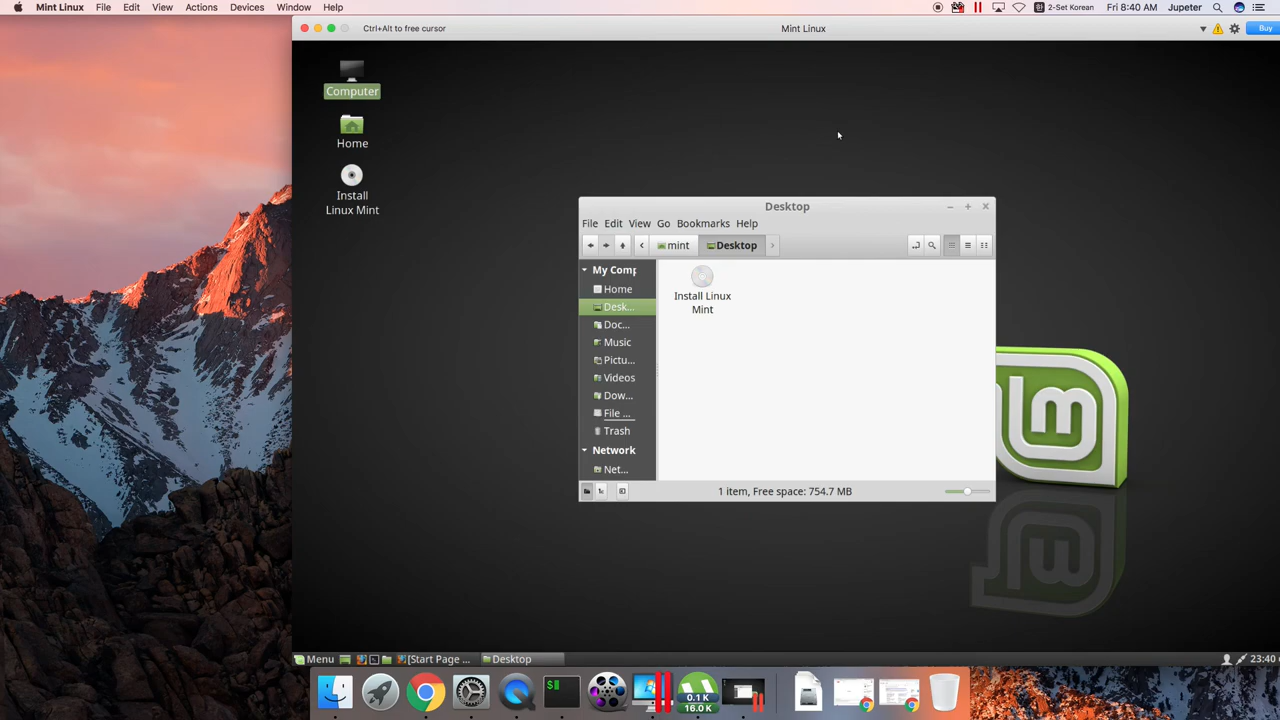 Mint Linux File Edit View Actions Devices Window Help 2-Set Korean Fri 8:40 AM Jupeter
Ctrl+Alt to free cursor Mint Linux Buy
Computer
Home
Install
Linux Mint
Desktop
File Edit View Go Bookmarks Help
mint Desktop
My Comp
Home
Desk...
Doc...
Music
Pictu...
Videos
Dow...
File ...
Trash
Network
Net...
Install Linux
Mint
1 item, Free space: 754.7 MB
Menu [Start Page ... Desktop 23:40
0.1 K
16.0 K